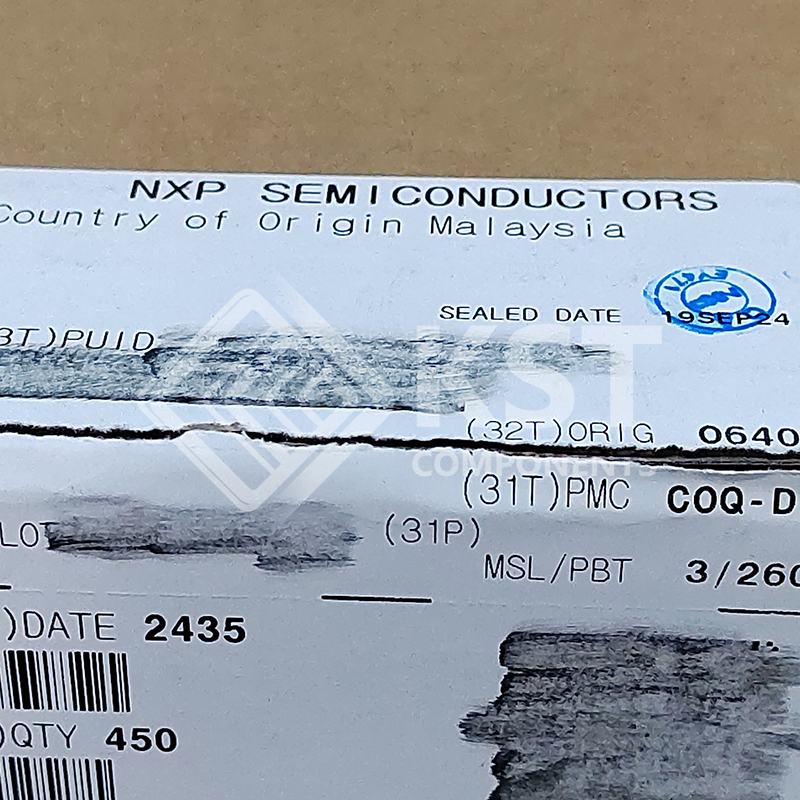 NXP SEMICONDUCTORS
Country of Origin Malaysia
SEALED DATE 19SEP24
3T)PUID
KST
COMPONENTS
(32T)ORIG 0640
(31T)PMC COQ-D
LOT (31P)
MSL/PBT 3/260
)DATE 2435
)QTY 450